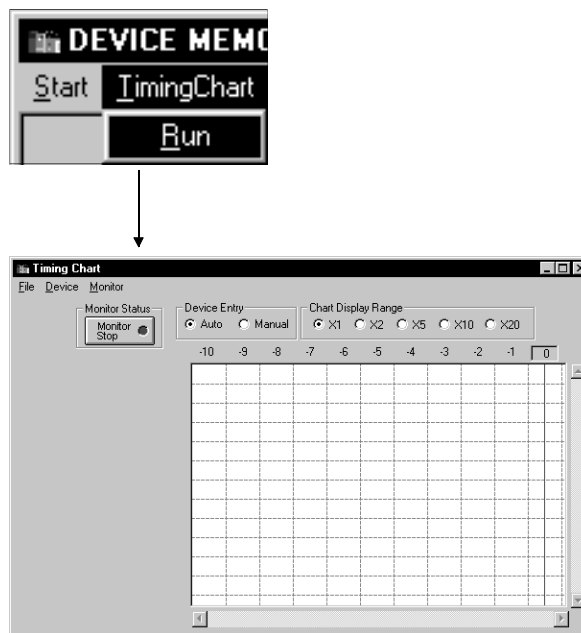 DEVICE MEMO
Start TimingChart
Run
Timing Chart
File Device Monitor
Monitor Status
Monitor Stop
Device Entry
Auto Manual
Chart Display Range
X1 X2 X5 X10 X20
-10 -9 -8 -7 -6 -5 -4 -3 -2 -1 0